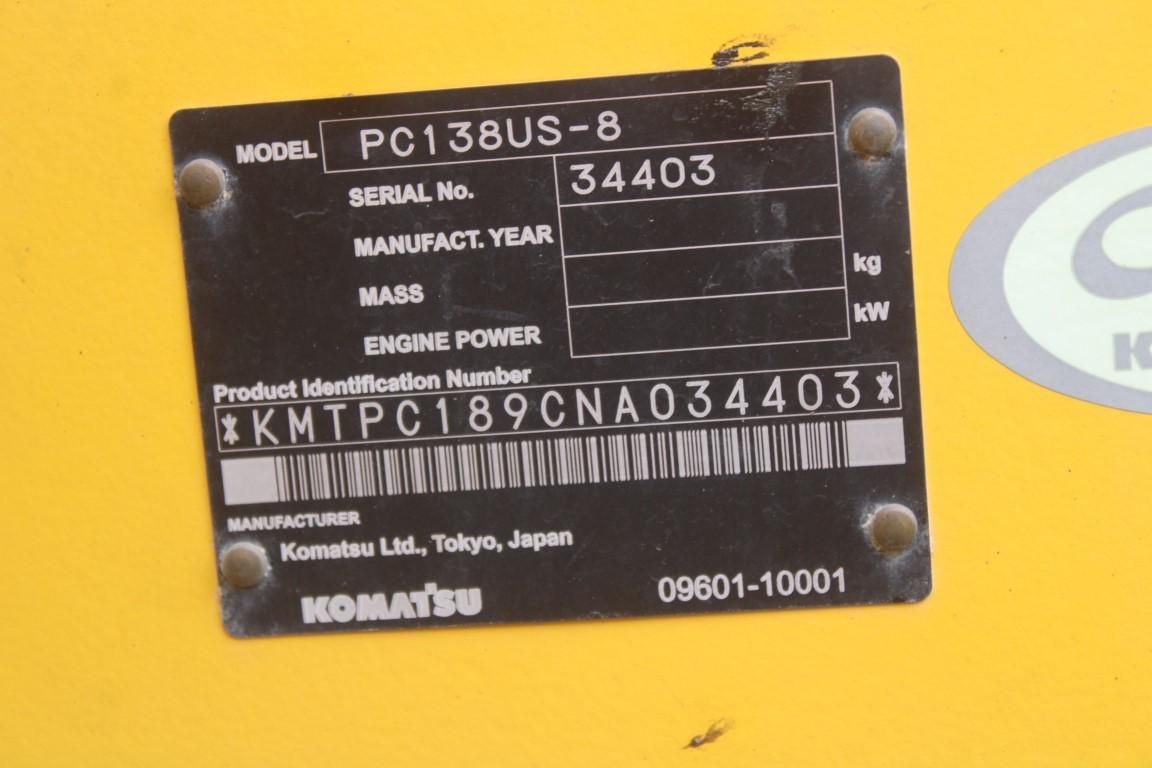 MODEL PC138US-8
SERIAL No. 34403
MANUFACT. YEAR
MASS kg
ENGINE POWER kW
Product Identification Number
*KMTPC189CNA034403*
MANUFACTURER
Komatsu Ltd., Tokyo, Japan
KOMATSU 09601-10001